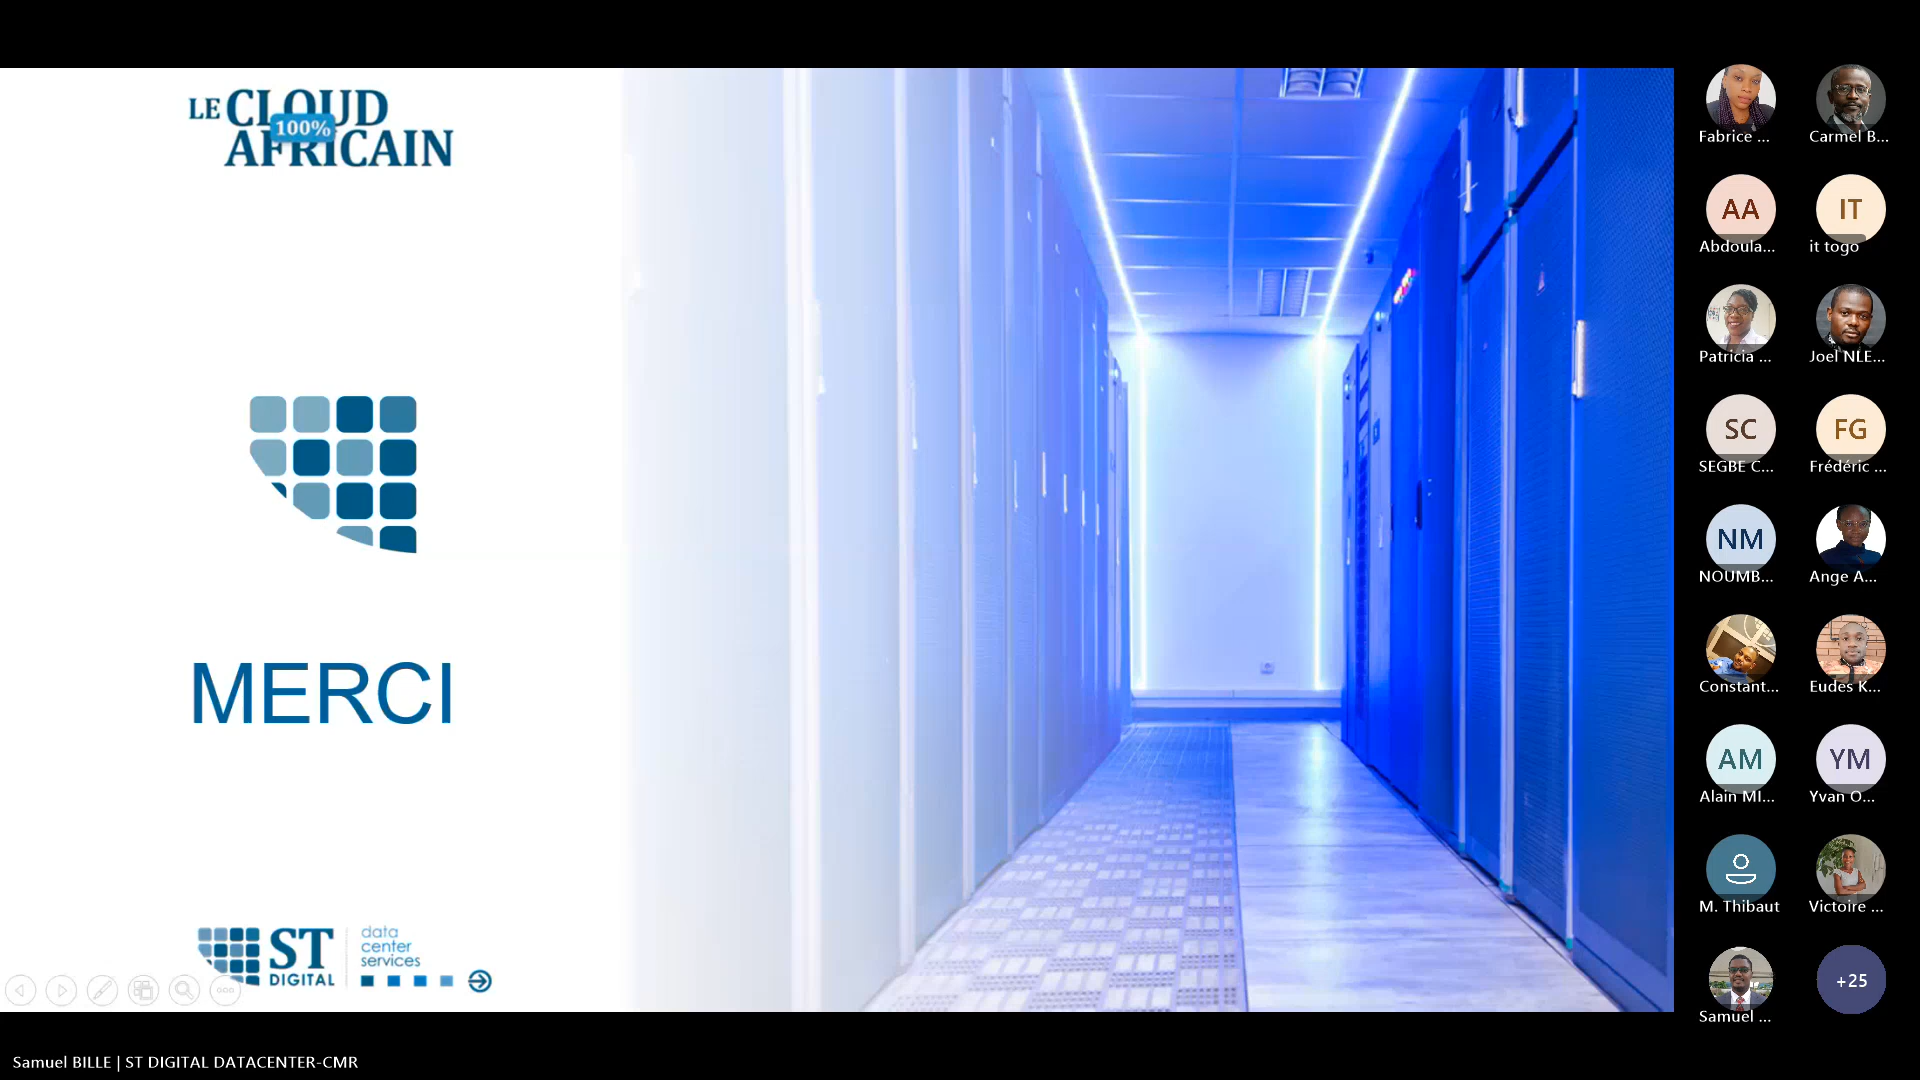 LE CLOUD
100%
AFRICAIN
MERCI
ST
DIGITAL
data
center
services
Fabrice ...
Carmel B...
AA
Abdoula...
IT
it togo
Patricia ...
Joel NLE...
SC
SEGBE C...
FG
Frédéric ...
NM
NOUMB...
Ange A...
Constant...
Eudes K...
AM
Alain MI...
YM
Yvan O...
M. Thibaut
Victoire ...
Samuel ...
+25
Samuel BILLE | ST DIGITAL DATACENTER-CMR